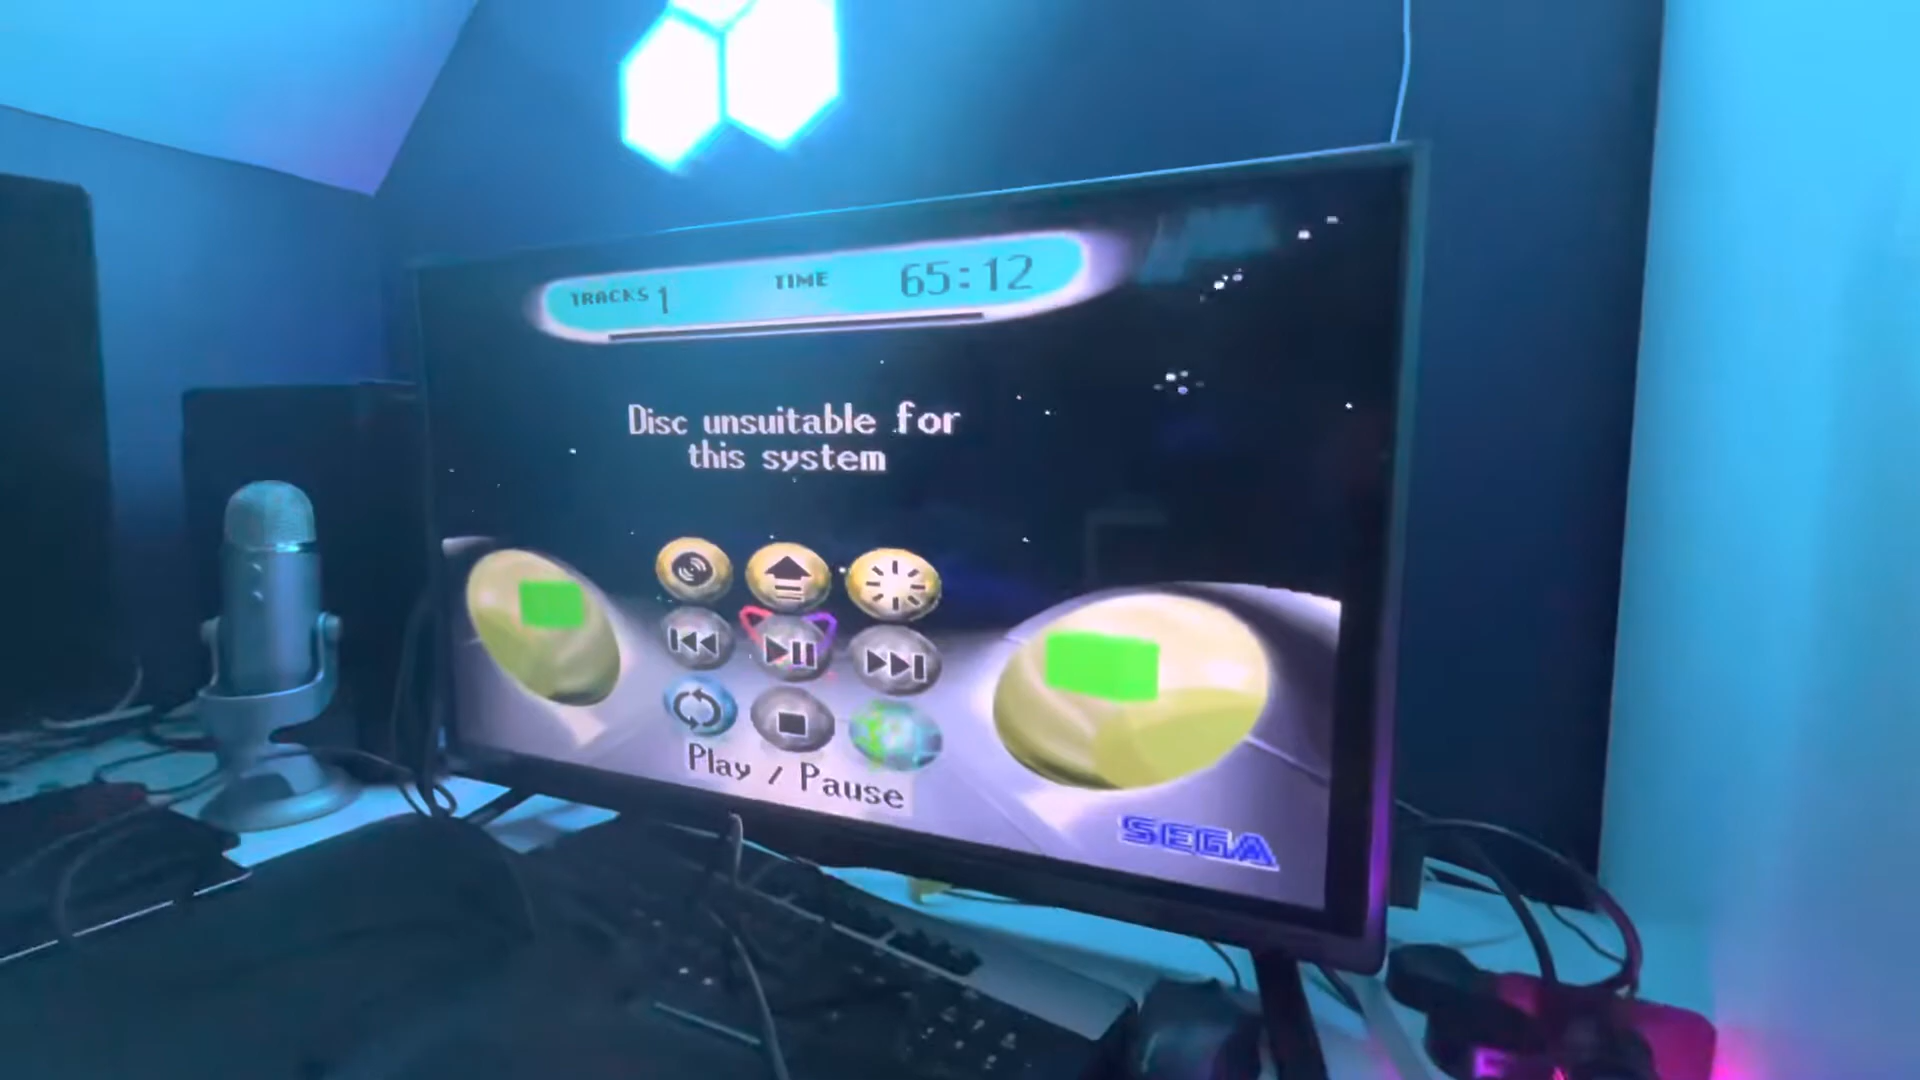 TRACKS 1 TIME 65:12
Disc unsuitable for
this system
Play / Pause
SEGA